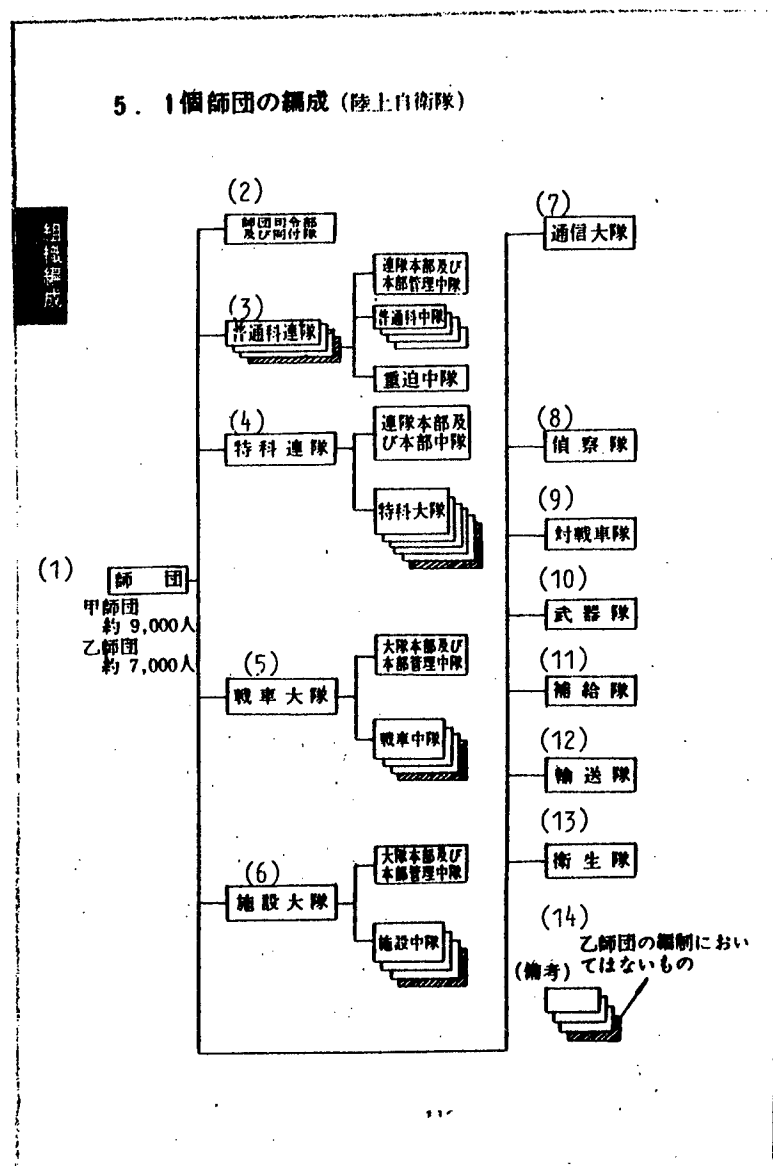 5. 1個師団の編成(陸上自衛隊)
組織編成
(1)
師団
甲師団
約 9,000人
乙師団
約 7,000人
(2)
師団司令部
及び同付隊
(3)
普通科連隊
連隊本部及び
本部管理中隊
普通科中隊
重迫中隊
(4)
特科連隊
連隊本部及
び本部中隊
特科大隊
(5)
戦車大隊
大隊本部及び
本部管理中隊
戦車中隊
(6)
施設大隊
大隊本部及び
本部管理中隊
施設中隊
(7)
通信大隊
(8)
偵察隊
(9)
対戦車隊
(10)
武器隊
(11)
補給隊
(12)
輸送隊
(13)
衛生隊
(14)
(備考)
乙師団の編制におい
てはないもの